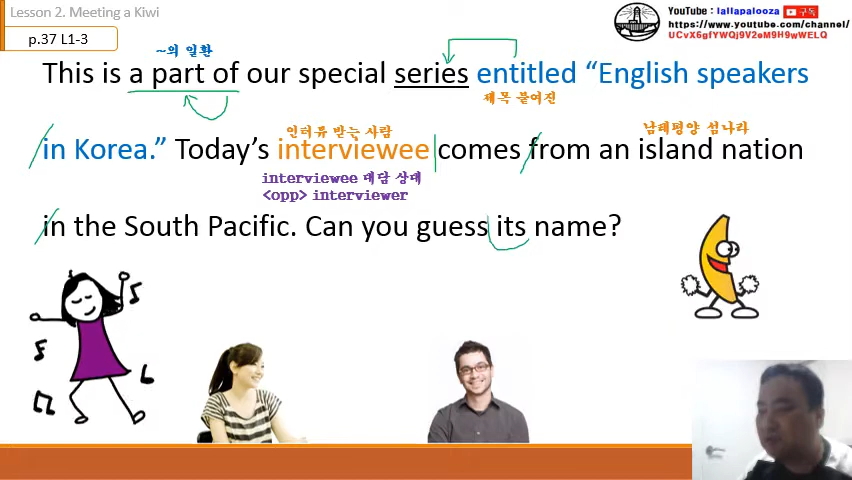 Lesson 2. Meeting a Kiwi
p.37 L1-3
YouTube : lallapalooza 구독
https://www.youtube.com/channel/
UCvX6gfYWQj9V2eM9H9wWELQ
~의 일환
This is a part of our special series entitled “English speakers
제목 붙여진
인터뷰 받는 사람
남태평양 섬나라
in Korea.” Today’s interviewee comes from an island nation
interviewee 대담 상대
<opp> interviewer
in the South Pacific. Can you guess its name?